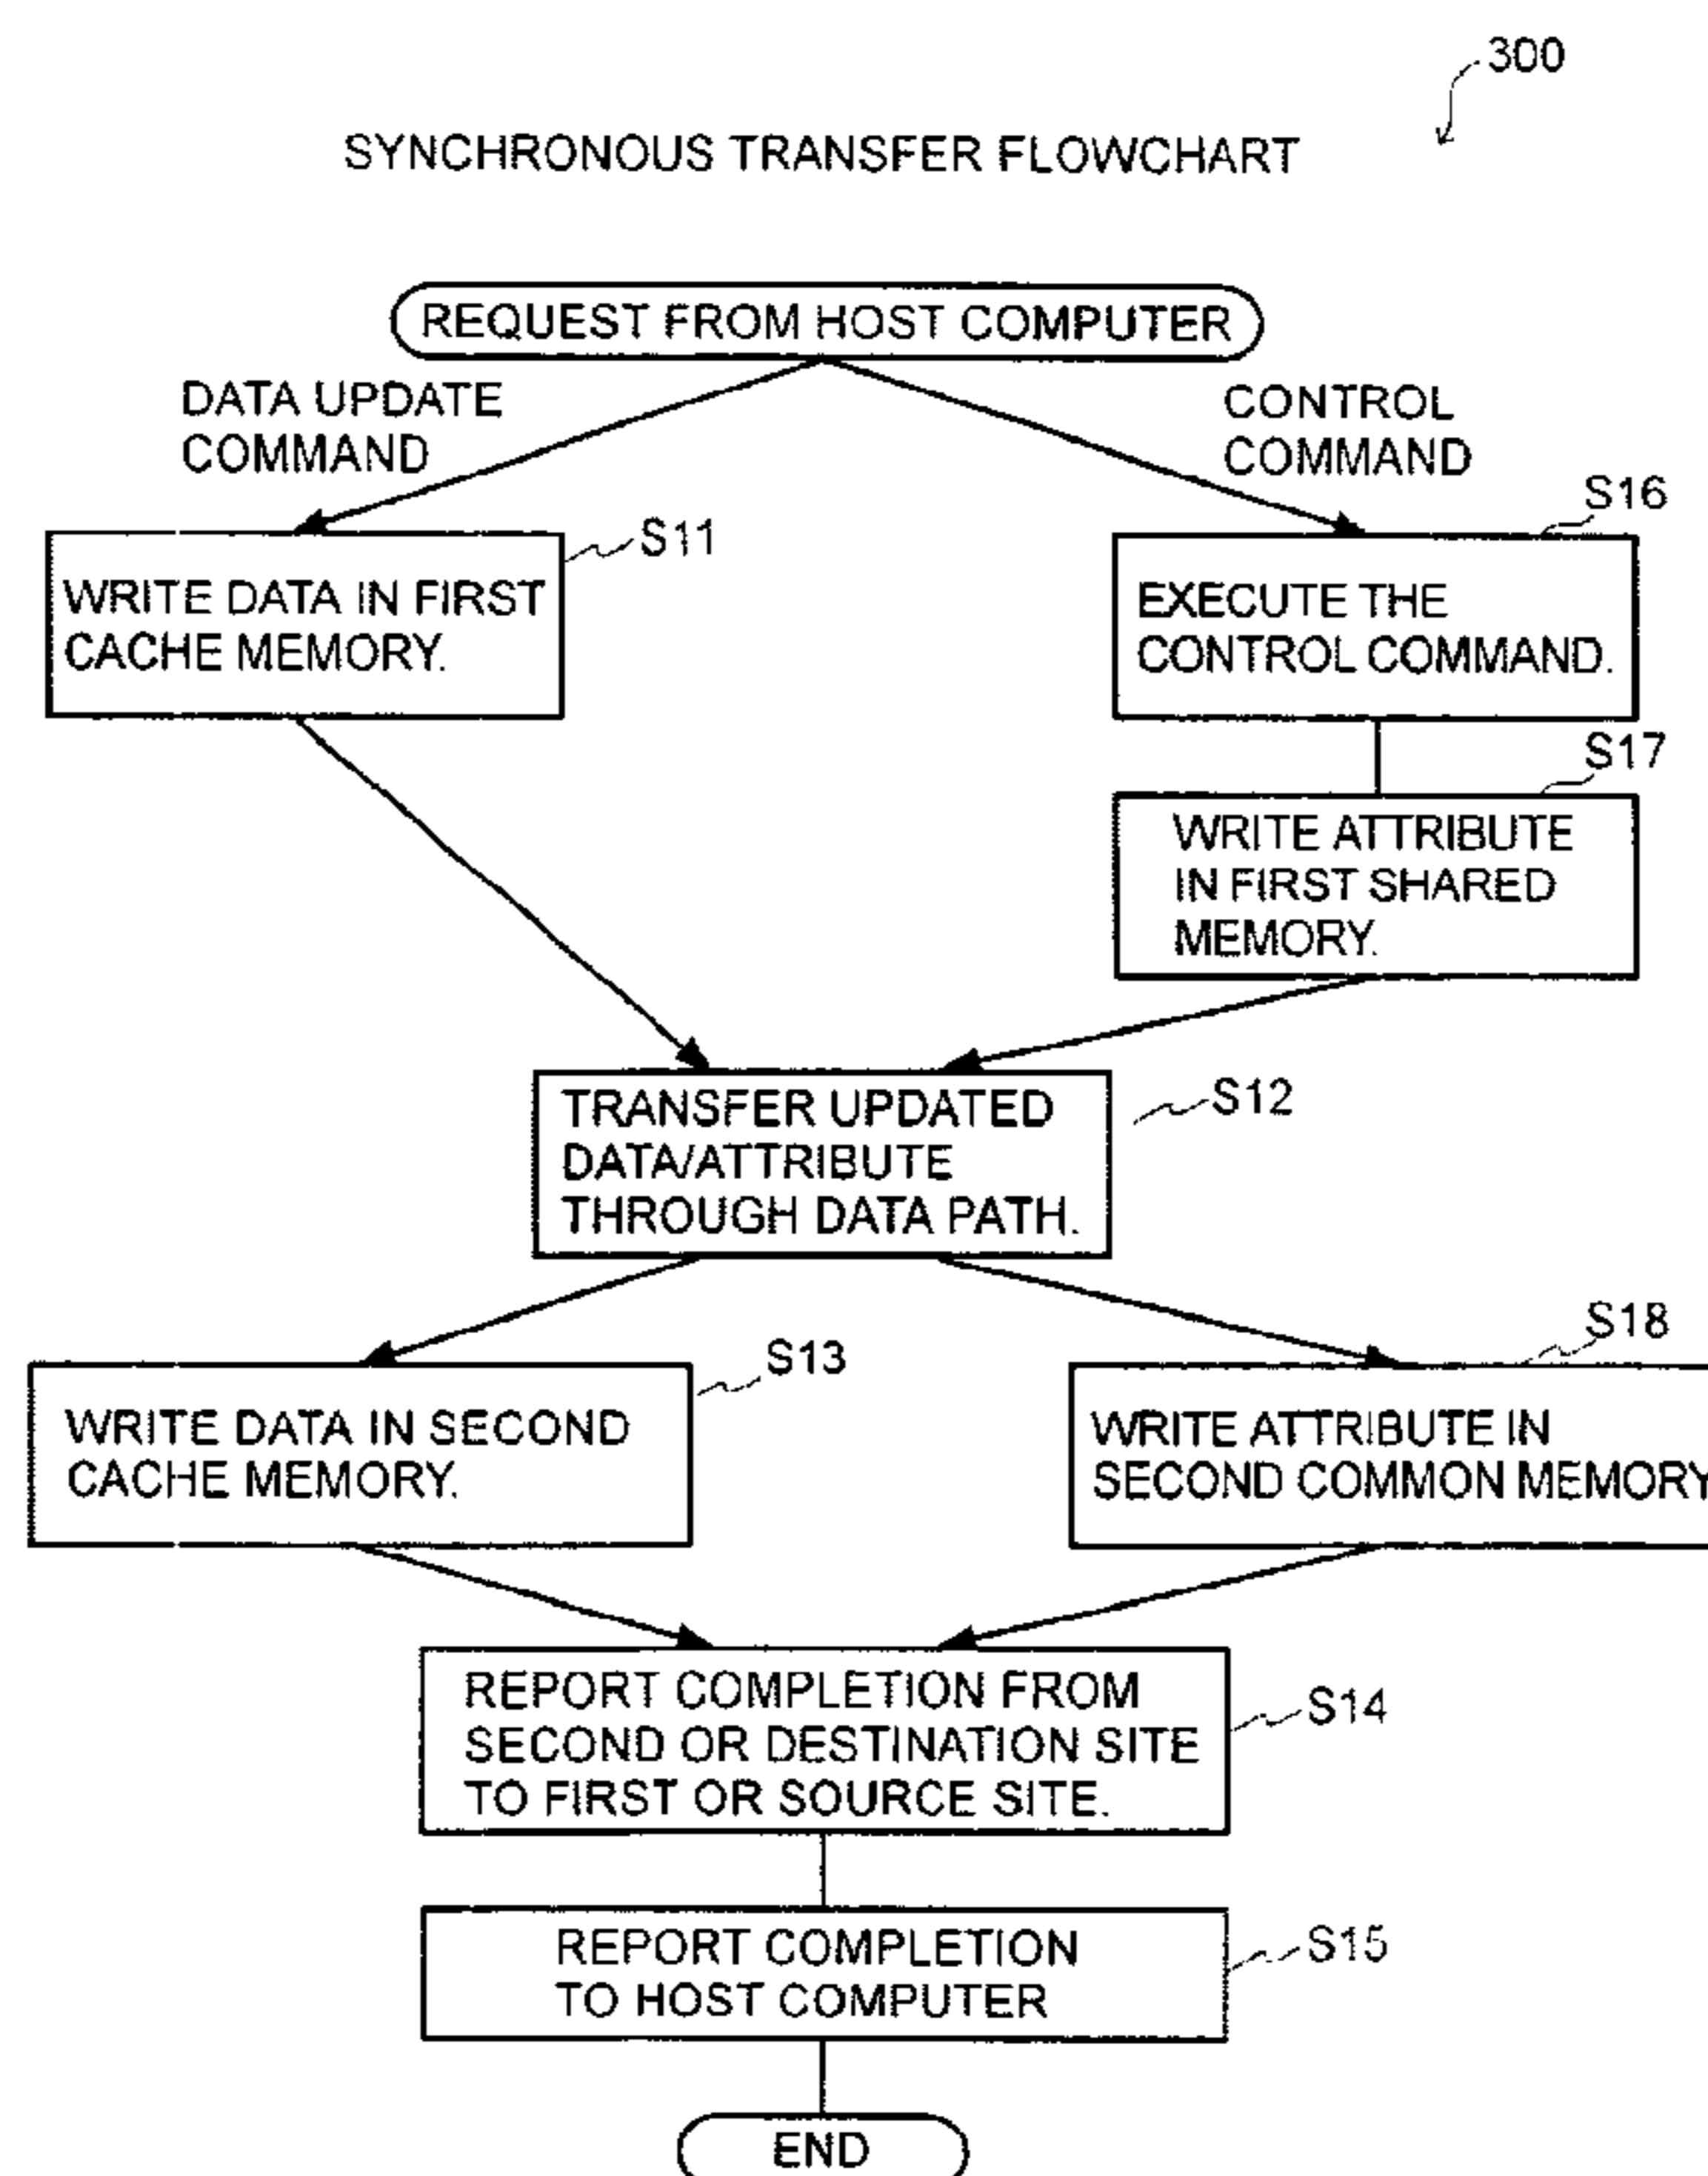 300
SYNCHRONOUS TRANSFER FLOWCHART
REQUEST FROM HOST COMPUTER
DATA UPDATE
COMMAND
CONTROL
COMMAND
S11
WRITE DATA IN FIRST
CACHE MEMORY.
S16
EXECUTE THE
CONTROL COMMAND.
S17
WRITE ATTRIBUTE
IN FIRST SHARED
MEMORY.
S12
TRANSFER UPDATED
DATA/ATTRIBUTE
THROUGH DATA PATH.
S13
WRITE DATA IN SECOND
CACHE MEMORY.
S18
WRITE ATTRIBUTE IN
SECOND COMMON MEMORY
S14
REPORT COMPLETION FROM
SECOND OR DESTINATION SITE
TO FIRST OR SOURCE SITE.
S15
REPORT COMPLETION
TO HOST COMPUTER
END